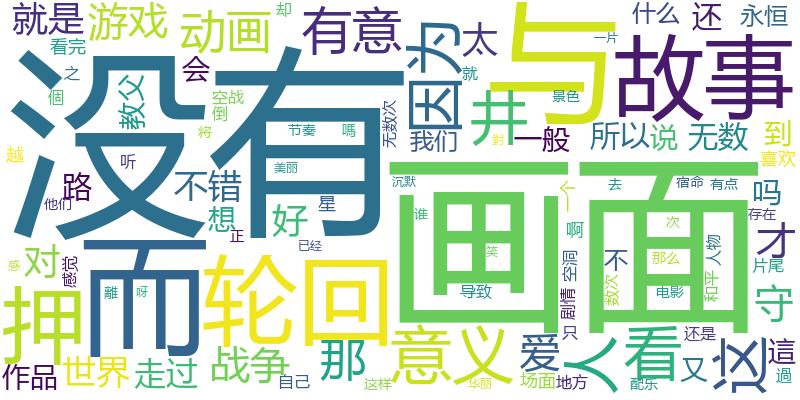 就是
游戏
动画
有意
因为
太
与
什么
还
永恒
却
看完
之
個
教父
会
空战
倒
无数次
就
一片
景色
故事
没有
越
听
节奏
嗎
将
我们
井
一般
對
所以
说
无数
到
喜欢
路
他们
不错
美丽
想
好
星
正
已经
沉默
谁
画面
一个
啊
去
宿命
有点
吗
存在
对
感
感觉
離
呀
而
轮回
笑
导致
只
剧情
空洞
不
数次
次
那么
电影
和平
人物
才
片尾
守
押
作品
世界
走过
战争
自己
那
这样
意义
华丽
爱
场面
地方
人
看
配乐
还是
又
这
這
過